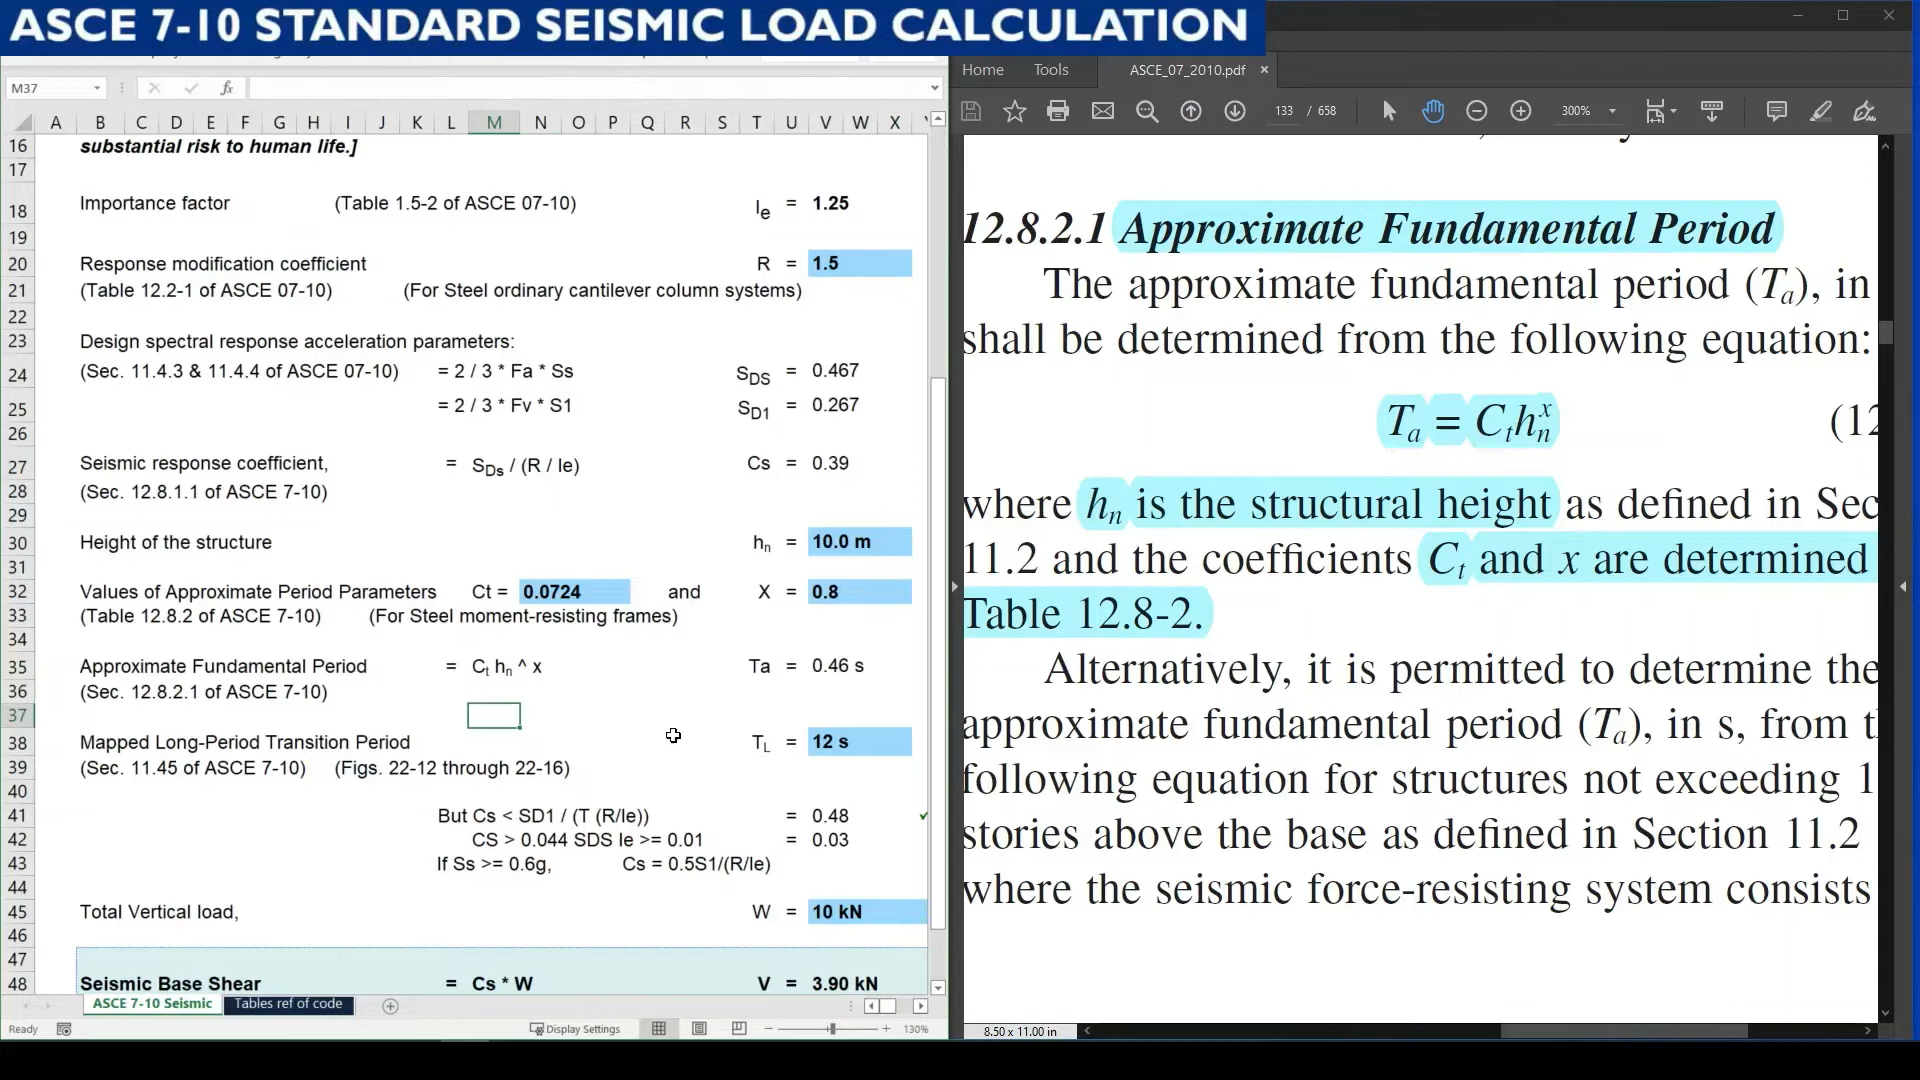 ASCE 7-10 STANDARD SEISMIC LOAD CALCULATION
M37
fx
A B C D E F G H I J K L M N O P Q R S T U V W X
16 substantial risk to human life.]
17
18 Importance factor (Table 1.5-2 of ASCE 07-10) Ie = 1.25
19
20 Response modification coefficient R = 1.5
21 (Table 12.2-1 of ASCE 07-10) (For Steel ordinary cantilever column systems)
22
23 Design spectral response acceleration parameters:
24 (Sec. 11.4.3 & 11.4.4 of ASCE 07-10) = 2 / 3 * Fa * Ss SDS = 0.467
25 = 2 / 3 * Fv * S1 SD1 = 0.267
26
27 Seismic response coefficient, = SDs / (R / Ie) Cs = 0.39
28 (Sec. 12.8.1.1 of ASCE 7-10)
29
30 Height of the structure hn = 10.0 m
31
32 Values of Approximate Period Parameters Ct = 0.0724 and X = 0.8
33 (Table 12.8.2 of ASCE 7-10) (For Steel moment-resisting frames)
34
35 Approximate Fundamental Period = Ct hn ^ x Ta = 0.46 s
36 (Sec. 12.8.2.1 of ASCE 7-10)
37
38 Mapped Long-Period Transition Period TL = 12 s
39 (Sec. 11.45 of ASCE 7-10) (Figs. 22-12 through 22-16)
40
41 But Cs < SD1 / (T (R/Ie)) = 0.48 ✓
42 CS > 0.044 SDS Ie >= 0.01 = 0.03
43 If Ss >= 0.6g, Cs = 0.5S1/(R/Ie)
44
45 Total Vertical load, W = 10 kN
46
47
48 Seismic Base Shear = Cs * W V = 3.90 kN
ASCE 7-10 Seismic Tables ref of code
Ready Display Settings 130%
Home Tools ASCE_07_2010.pdf ×
133 / 658 300%
12.8.2.1 Approximate Fundamental Period
The approximate fundamental period (Ta), in
shall be determined from the following equation:
Ta = Ct hn^x (12
where hn is the structural height as defined in Sec
11.2 and the coefficients Ct and x are determined
Table 12.8-2.
Alternatively, it is permitted to determine the
approximate fundamental period (Ta), in s, from t
following equation for structures not exceeding 1
stories above the base as defined in Section 11.2
where the seismic force-resisting system consists
8.50 x 11.00 in